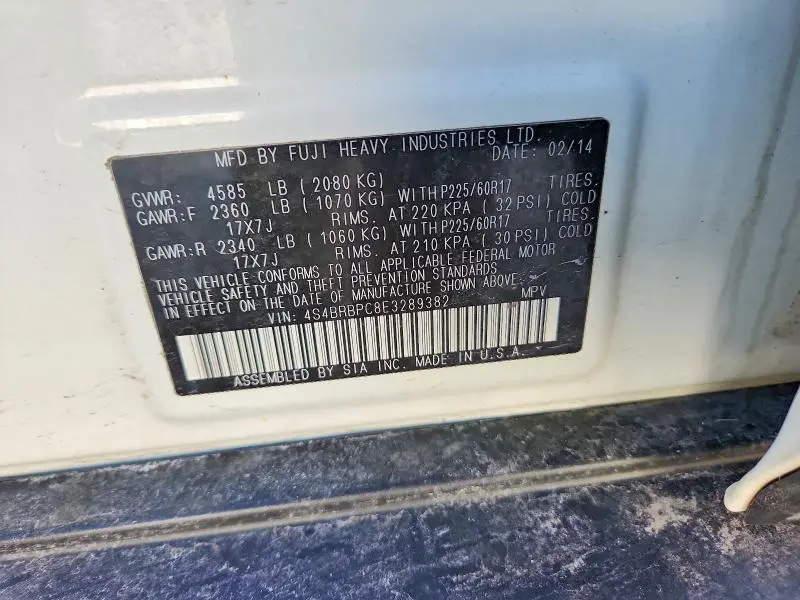 MFD BY FUJI HEAVY INDUSTRIES LTD.
DATE: 02/14
GVWR: 4585 LB ( 2080 KG)
GAWR:F 2360 LB ( 1070 KG) WITH P225/60R17 TIRES.
17X7J RIMS. AT 220 KPA ( 32 PSI) COLD
GAWR:R 2340 LB ( 1060 KG) WITH P225/60R17 TIRES.
17X7J RIMS. AT 210 KPA ( 30 PSI) COLD
THIS VEHICLE CONFORMS TO ALL APPLICABLE FEDERAL MOTOR
VEHICLE SAFETY AND THEFT PREVENTION STANDARDS
IN EFFECT ON THE DATE OF MANUFACTURE SHOWN ABOVE.
VIN: 4S4BRBPC8E3289382 MPV
ASSEMBLED BY SIA INC. MADE IN U.S.A.